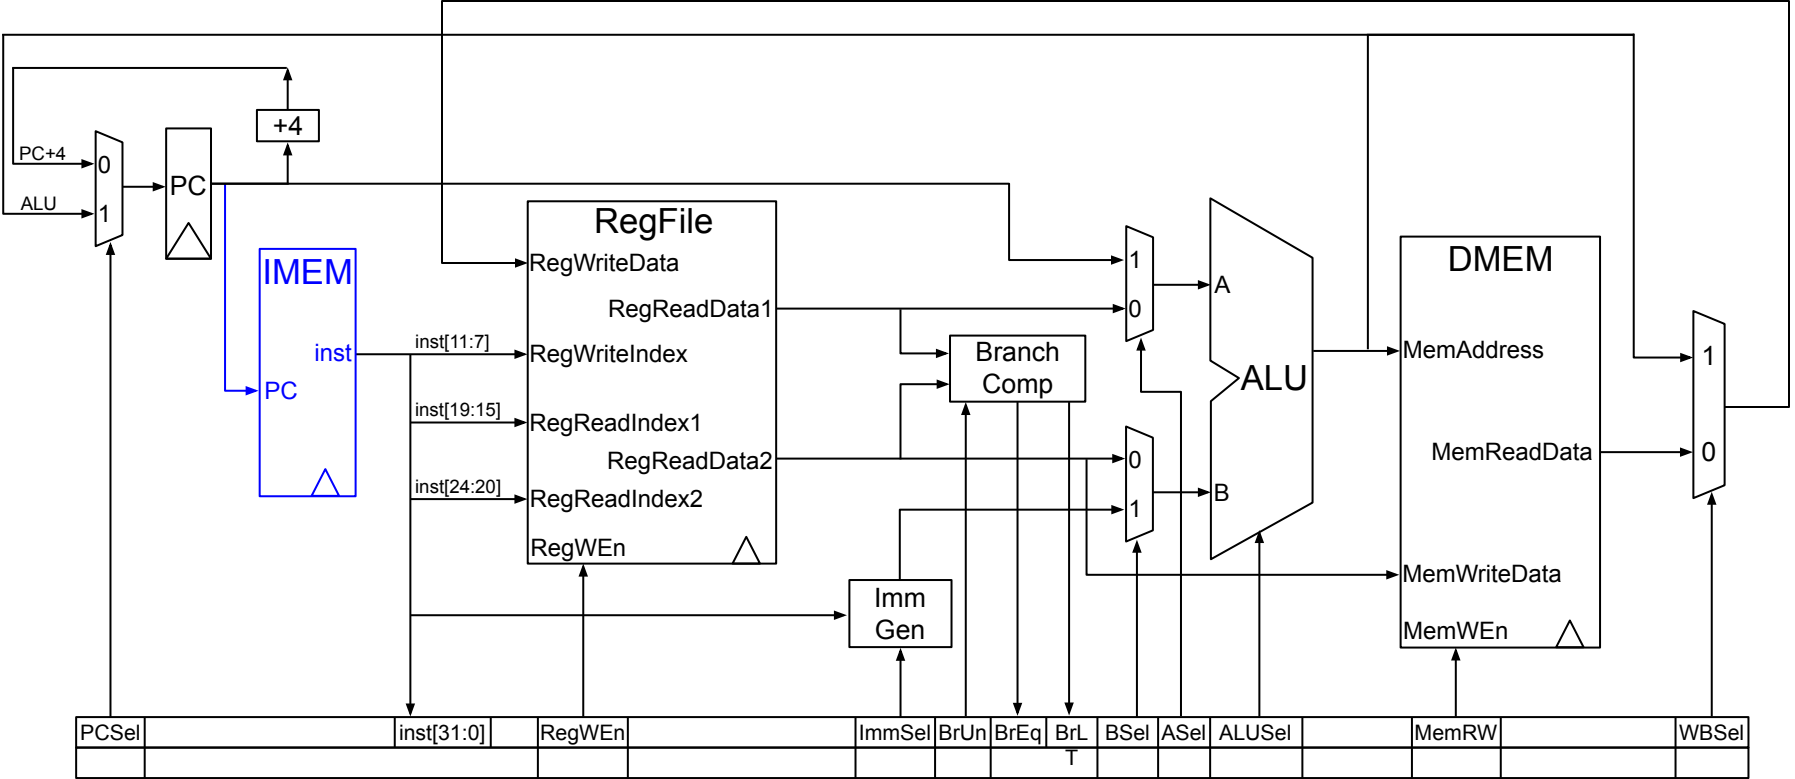 +4
PC+4
0
PC
ALU
1
RegFile
IMEM
RegWriteData
1
DMEM
A
RegReadData1
0
inst
inst[11:7]
RegWriteIndex
Branch
Comp
MemAddress
1
PC
ALU
inst[19:15]
RegReadIndex1
RegReadData2
0
MemReadData
0
inst[24:20]
RegReadIndex2
B
1
RegWEn
MemWriteData
Imm
Gen
MemWEn
PCSel
inst[31:0]
RegWEn
ImmSel
BrUn
BrEq
BrL
T
BSel
ASel
ALUSel
MemRW
WBSel